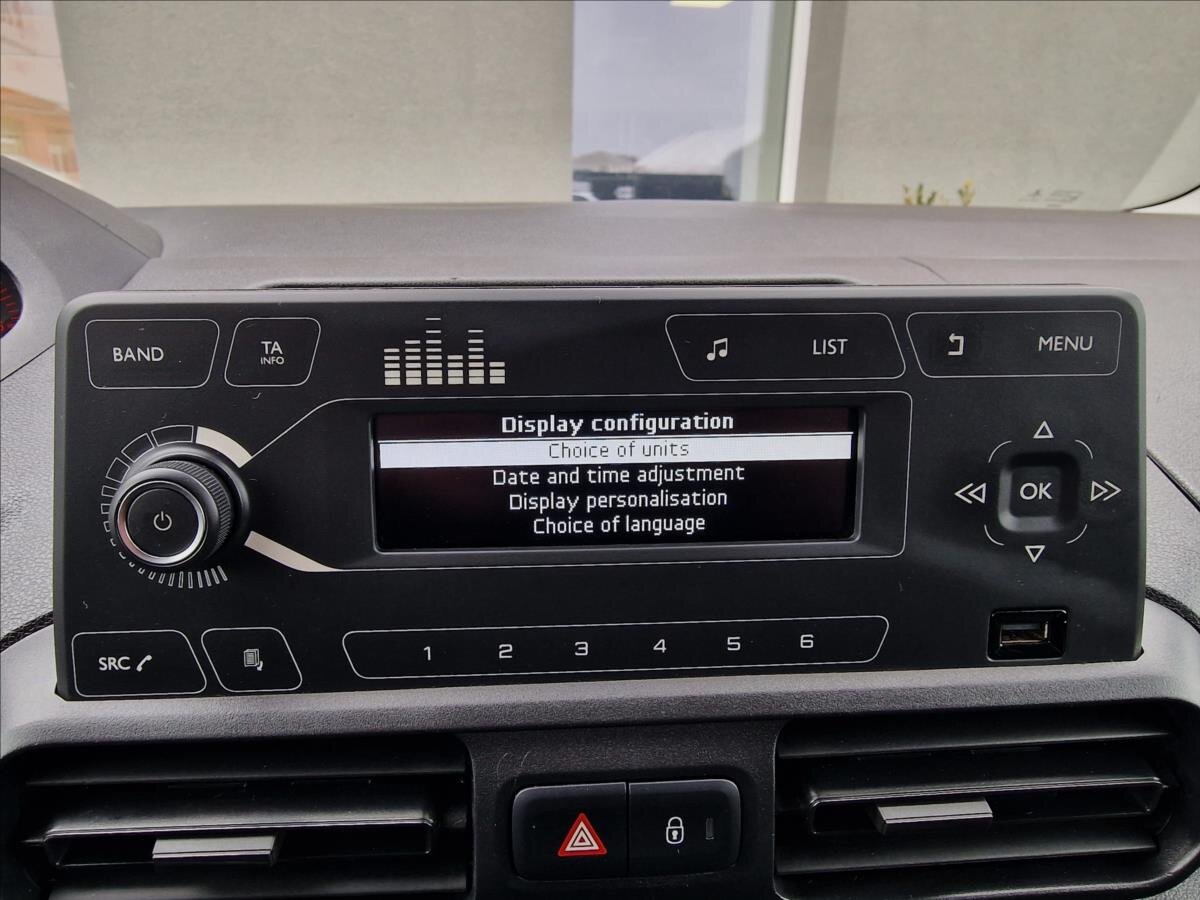 BAND
TA
INFO
LIST
MENU
Display configuration
Choice of units
Date and time adjustment
Display personalisation
Choice of language
OK
SRC
1 2 3 4 5 6